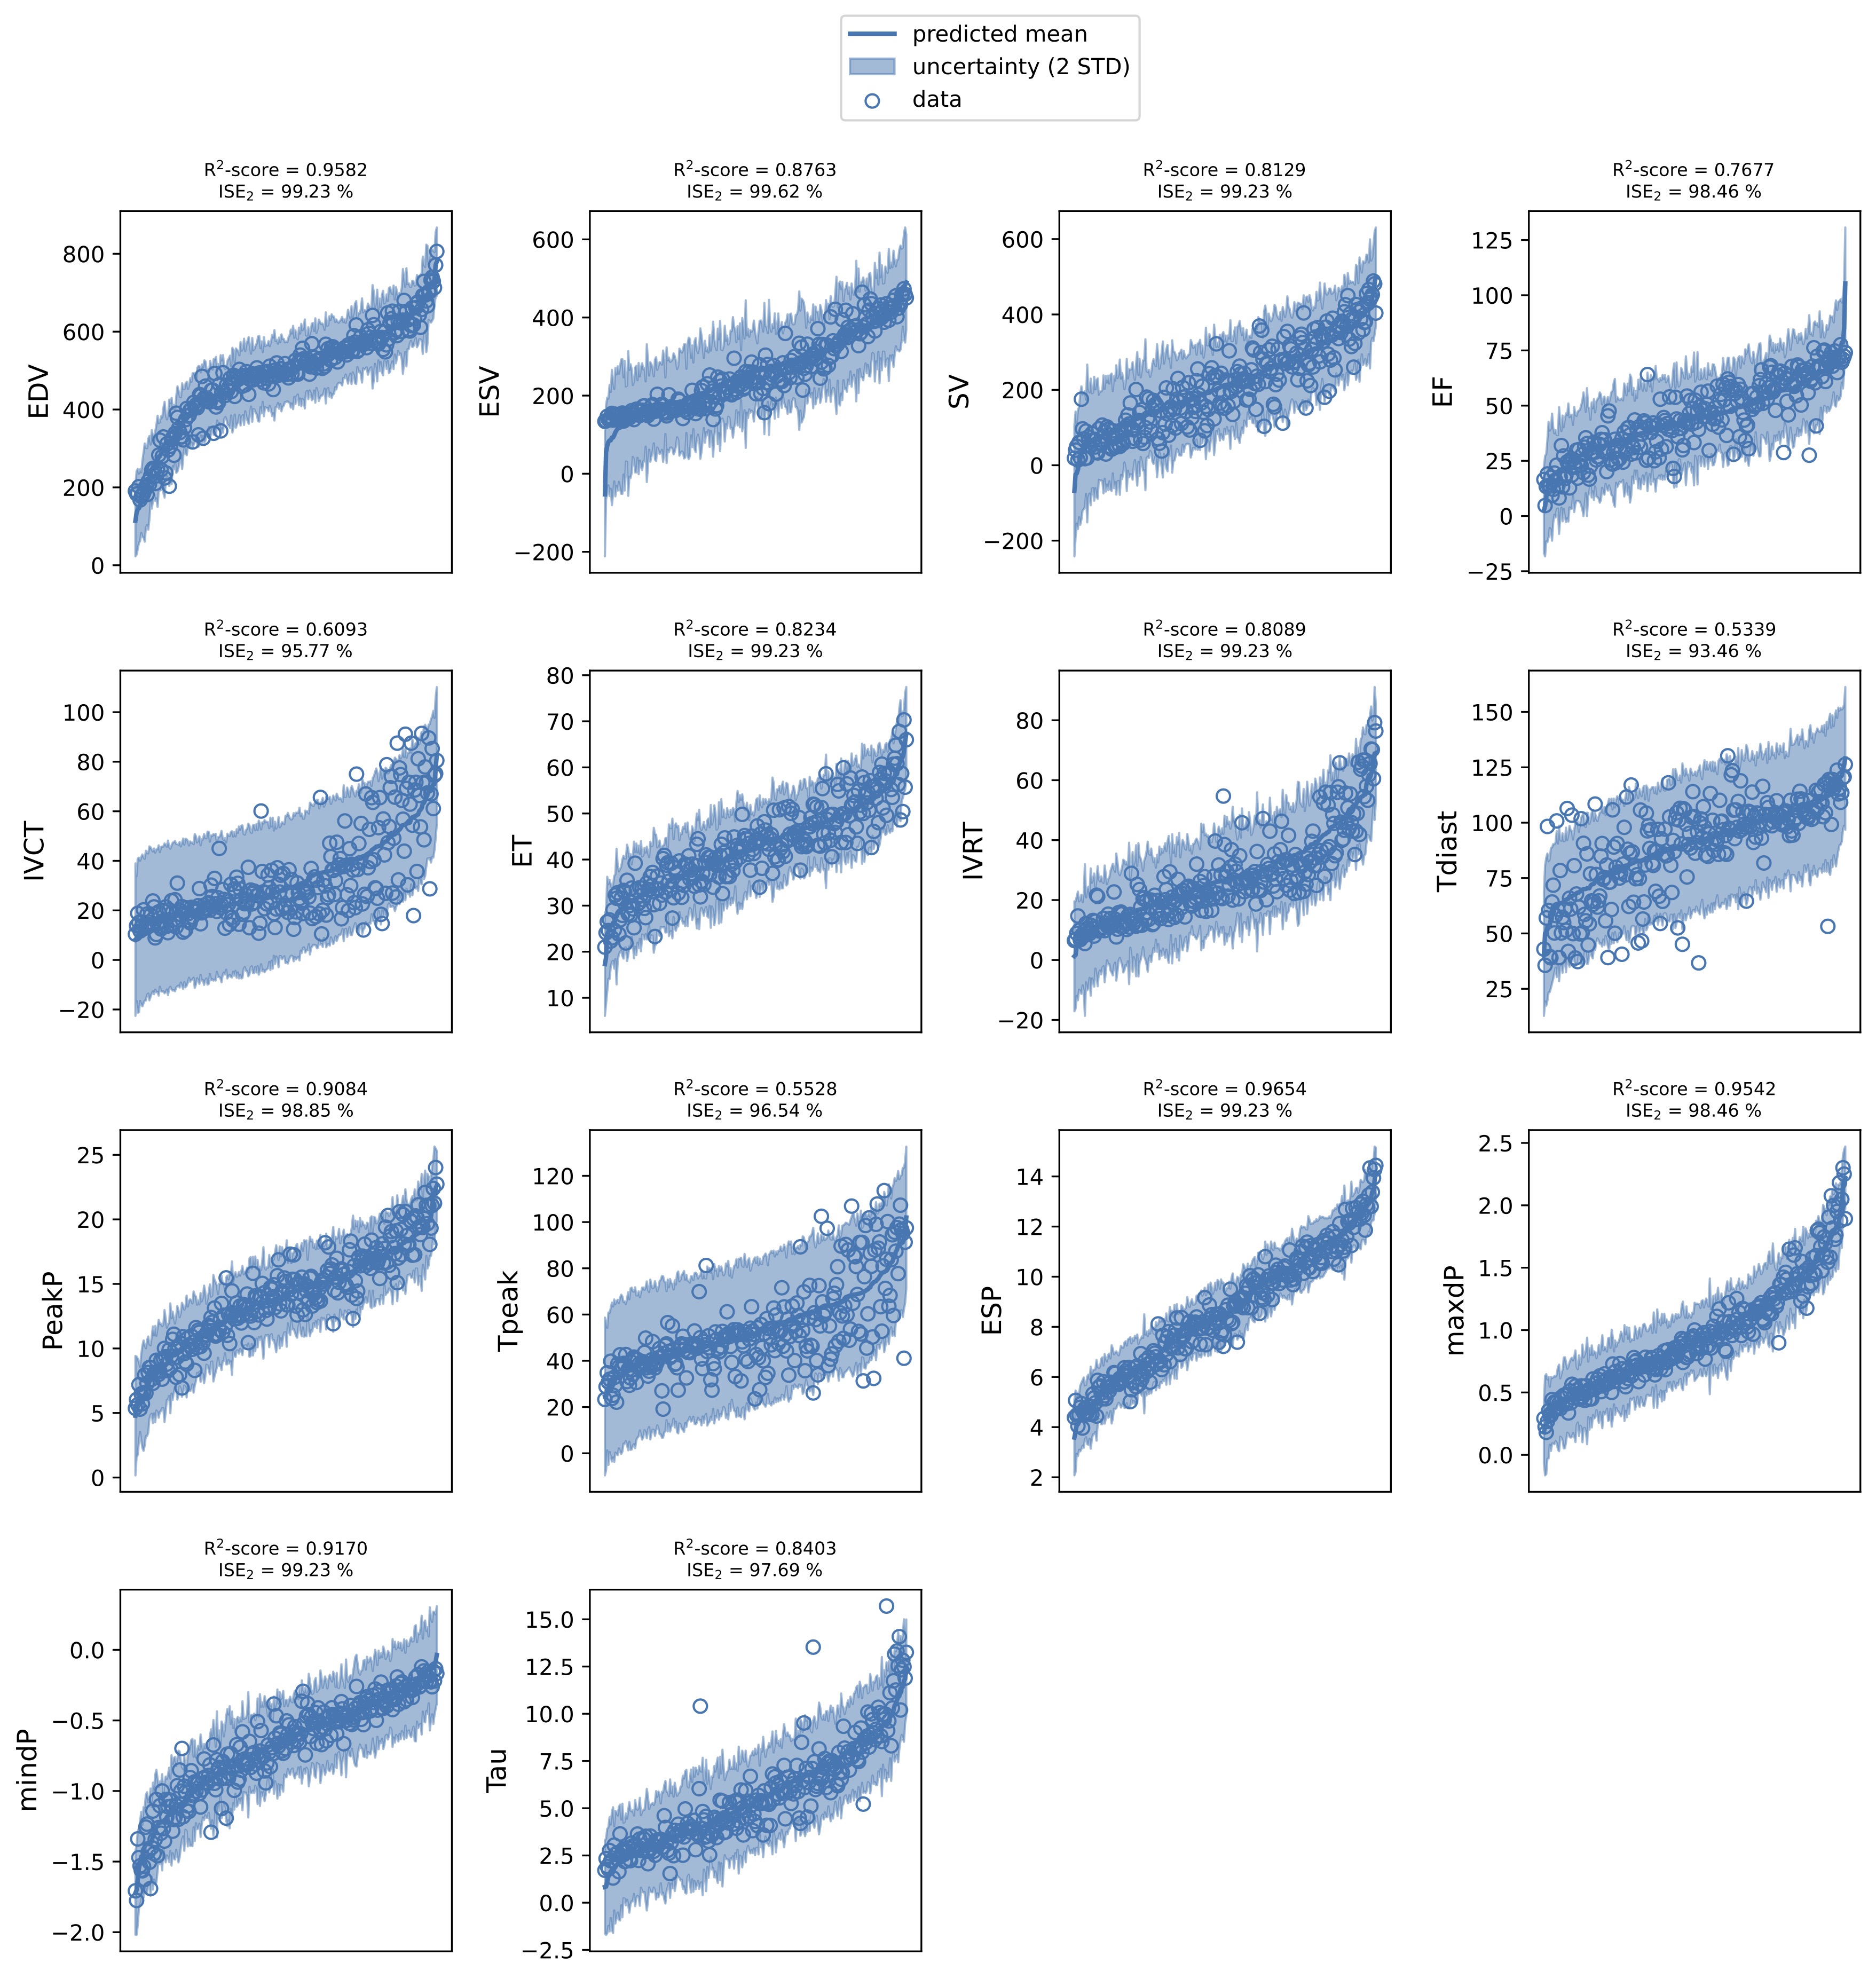 predicted mean
uncertainty (2 STD)
data
R²-score = 0.9582
ISE₂ = 99.23 %
EDV
800
600
400
200
0
R²-score = 0.8763
ISE₂ = 99.62 %
ESV
600
400
200
0
−200
R²-score = 0.8129
ISE₂ = 99.23 %
SV
600
400
200
0
−200
R²-score = 0.7677
ISE₂ = 98.46 %
EF
125
100
75
50
25
0
−25
R²-score = 0.6093
ISE₂ = 95.77 %
IVCT
100
80
60
40
20
0
−20
R²-score = 0.8234
ISE₂ = 99.23 %
ET
80
70
60
50
40
30
20
10
R²-score = 0.8089
ISE₂ = 99.23 %
IVRT
80
60
40
20
0
−20
R²-score = 0.5339
ISE₂ = 93.46 %
Tdiast
150
125
100
75
50
25
R²-score = 0.9084
ISE₂ = 98.85 %
PeakP
25
20
15
10
5
0
R²-score = 0.5528
ISE₂ = 96.54 %
Tpeak
120
100
80
60
40
20
0
R²-score = 0.9654
ISE₂ = 99.23 %
ESP
14
12
10
8
6
4
2
R²-score = 0.9542
ISE₂ = 98.46 %
maxdP
2.5
2.0
1.5
1.0
0.5
0.0
R²-score = 0.9170
ISE₂ = 99.23 %
mindP
0.0
−0.5
−1.0
−1.5
−2.0
R²-score = 0.8403
ISE₂ = 97.69 %
Tau
15.0
12.5
10.0
7.5
5.0
2.5
0.0
−2.5